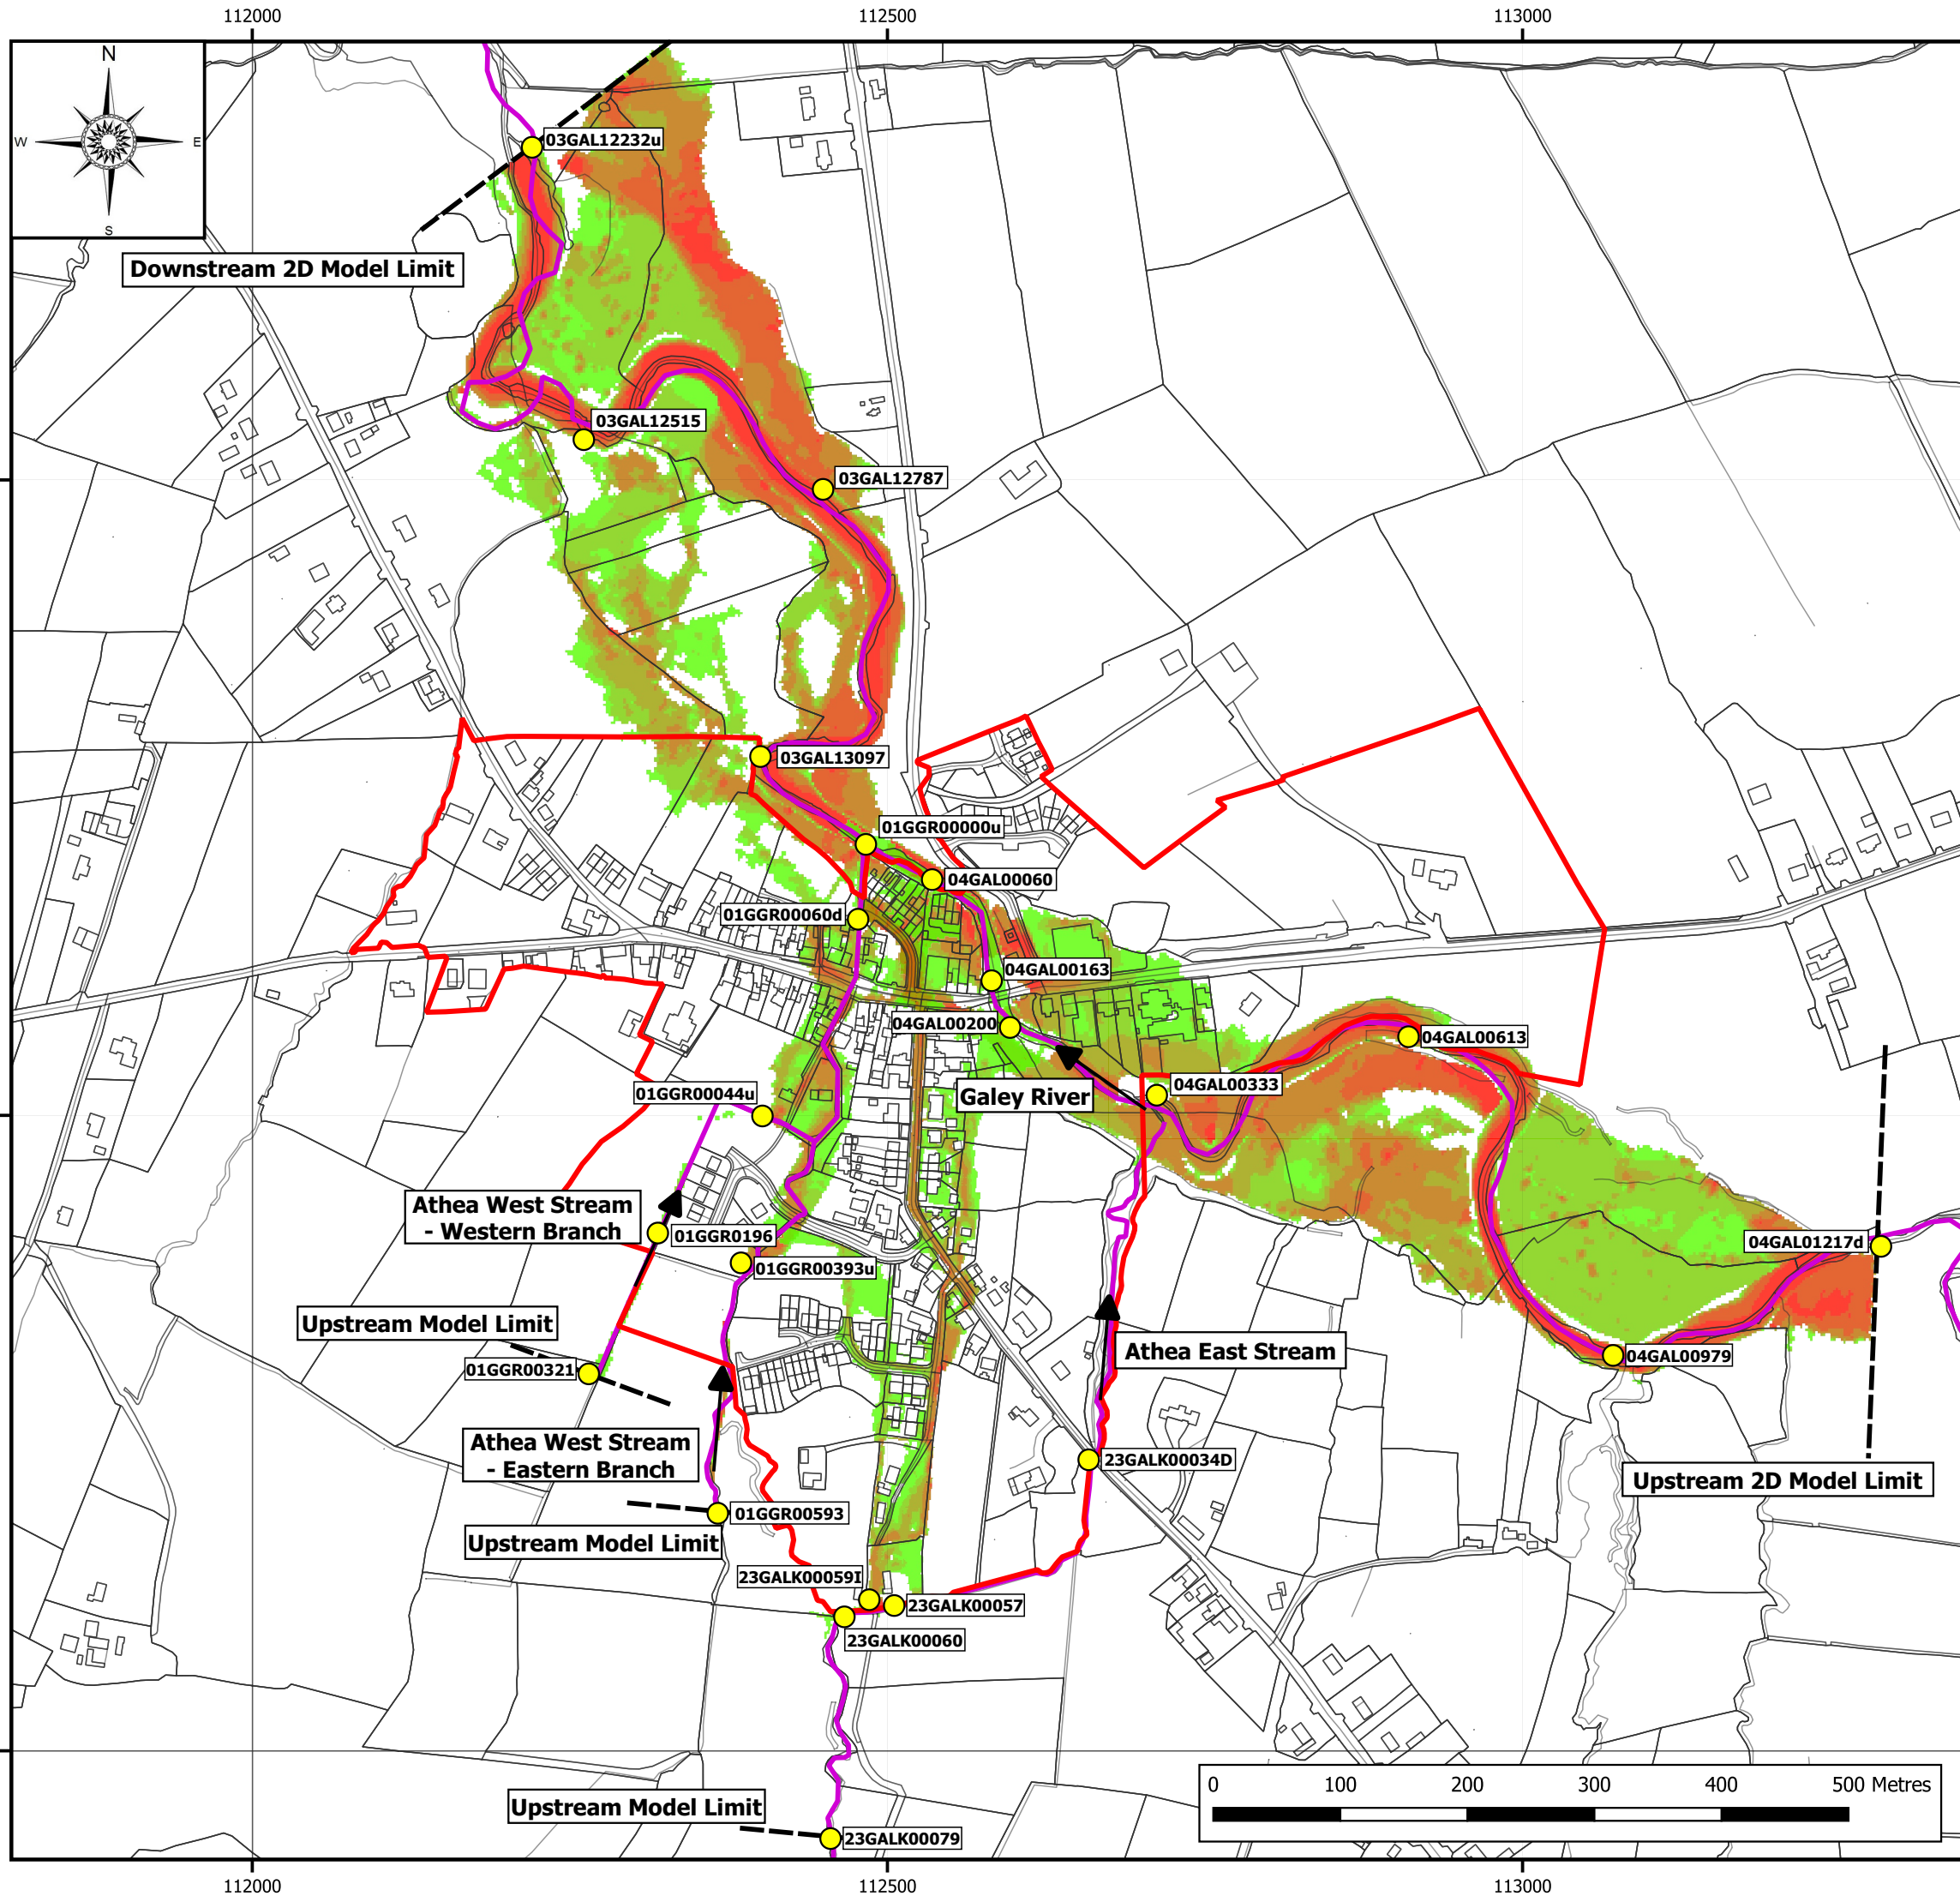 112000
112500
113000
N
W
E
S
03GAL12232u
Downstream 2D Model Limit
03GAL12515
03GAL12787
03GAL13097
01GGR00000u
04GAL00060
01GGR00060d
04GAL00163
04GAL00200
04GAL00613
Galey River
04GAL00333
01GGR00044u
Athea West Stream
- Western Branch
01GGR0196
04GAL01217d
01GGR00393u
Upstream Model Limit
Athea East Stream
04GAL00979
01GGR00321
Athea West Stream
- Eastern Branch
23GALK00034D
Upstream 2D Model Limit
01GGR00593
Upstream Model Limit
23GALK00059I
23GALK00057
23GALK00060
0
100
200
300
400
500 Metres
Upstream Model Limit
23GALK00079
112000
112500
113000